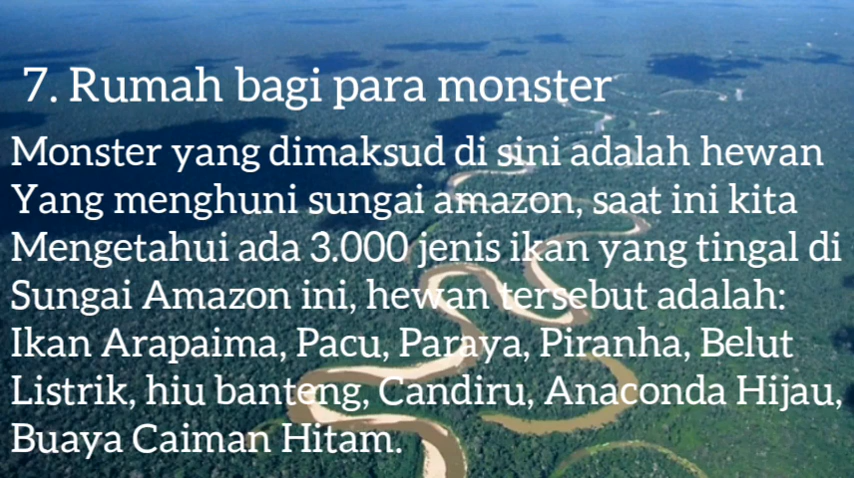 7. Rumah bagi para monster
Monster yang dimaksud di sini adalah hewan
Yang menghuni sungai amazon, saat ini kita
Mengetahui ada 3.000 jenis ikan yang tingal di
Sungai Amazon ini, hewan tersebut adalah:
Ikan Arapaima, Pacu, Paraya, Piranha, Belut
Listrik, hiu banteng, Candiru, Anaconda Hijau,
Buaya Caiman Hitam.